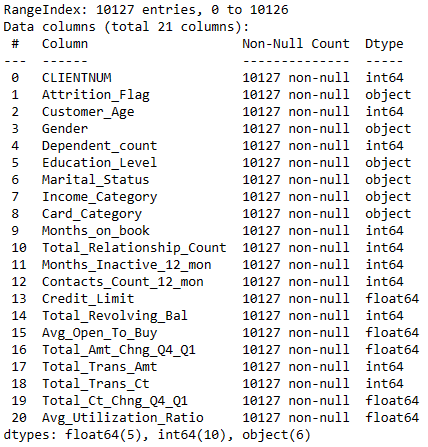 RangeIndex: 10127 entries, 0 to 10126
Data columns (total 21 columns):
 #   Column                    Non-Null Count  Dtype
---  ------                    --------------  -----
 0   CLIENTNUM                 10127 non-null  int64
 1   Attrition_Flag            10127 non-null  object
 2   Customer_Age              10127 non-null  int64
 3   Gender                    10127 non-null  object
 4   Dependent_count           10127 non-null  int64
 5   Education_Level           10127 non-null  object
 6   Marital_Status            10127 non-null  object
 7   Income_Category           10127 non-null  object
 8   Card_Category             10127 non-null  object
 9   Months_on_book            10127 non-null  int64
 10  Total_Relationship_Count  10127 non-null  int64
 11  Months_Inactive_12_mon    10127 non-null  int64
 12  Contacts_Count_12_mon     10127 non-null  int64
 13  Credit_Limit              10127 non-null  float64
 14  Total_Revolving_Bal       10127 non-null  int64
 15  Avg_Open_To_Buy           10127 non-null  float64
 16  Total_Amt_Chng_Q4_Q1      10127 non-null  float64
 17  Total_Trans_Amt           10127 non-null  int64
 18  Total_Trans_Ct            10127 non-null  int64
 19  Total_Ct_Chng_Q4_Q1       10127 non-null  float64
 20  Avg_Utilization_Ratio     10127 non-null  float64
dtypes: float64(5), int64(10), object(6)